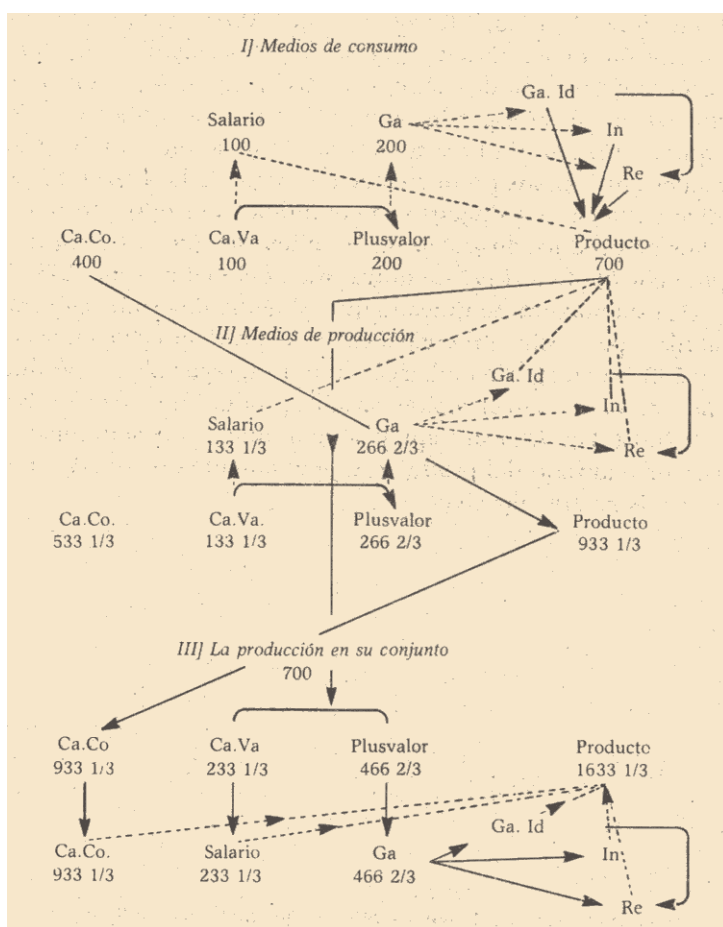 I] Medios de consumo
Ga. Id
Salario Ga In
100 200
Re
Ca.Co. Ca.Va Plusvalor Producto
400 100 200 700
II] Medios de producción
Ga. Id
In
Salario Ga
133 1/3 266 2/3 Re
Ca.Co. Ca.Va. Plusvalor Producto
533 1/3 133 1/3 266 2/3 933 1/3
III] La producción en su conjunto
700
Ca.Co Ca.Va Plusvalor Producto
933 1/3 233 1/3 466 2/3 1633 1/3
Ga. Id
Ca.Co. Salario Ga In
933 1/3 233 1/3 466 2/3
Re